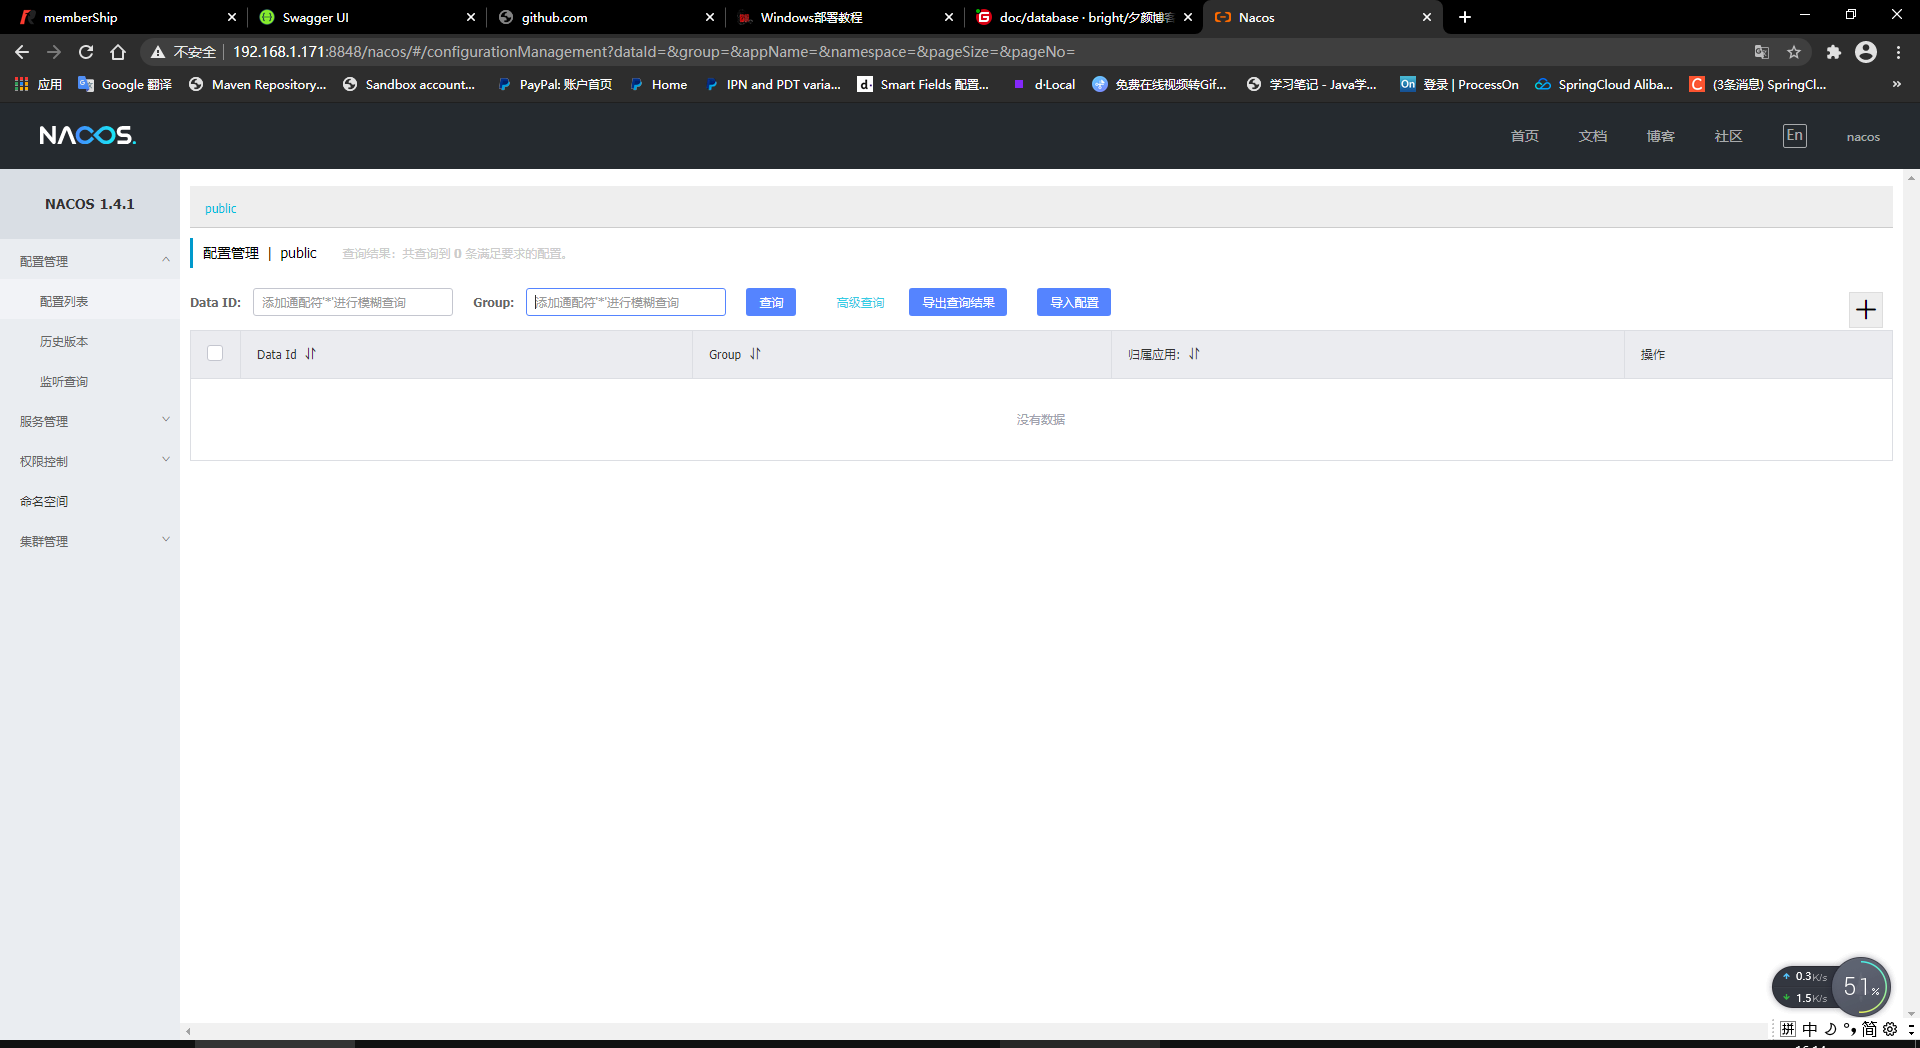 memberShip
Swagger UI
github.com
Windows部署教程
doc/database · bright/夕颜博客
Nacos
不安全
192.168.1.171:8848/nacos/#/configurationManagement?dataId=&group=&appName=&namespace=&pageSize=&pageNo=
应用
Google 翻译
Maven Repository...
Sandbox account...
PayPal: 账户首页
Home
IPN and PDT varia...
Smart Fields 配置...
d·Local
免费在线视频转Gif...
学习笔记 - Java学...
登录 | ProcessOn
SpringCloud Aliba...
(3条消息) SpringCl...
NACOS.
首页
文档
博客
社区
En
nacos
NACOS 1.4.1
public
配置管理
配置列表
历史版本
监听查询
服务管理
权限控制
命名空间
集群管理
配置管理 | public 查询结果：共查询到 0 条满足要求的配置。
Data ID: 添加通配符'*'进行模糊查询 Group: 添加通配符'*'进行模糊查询 查询 高级查询 导出查询结果 导入配置
Data Id Group 归属应用: 操作
没有数据
0.3K/s
1.5K/s
51%
拼 中 简